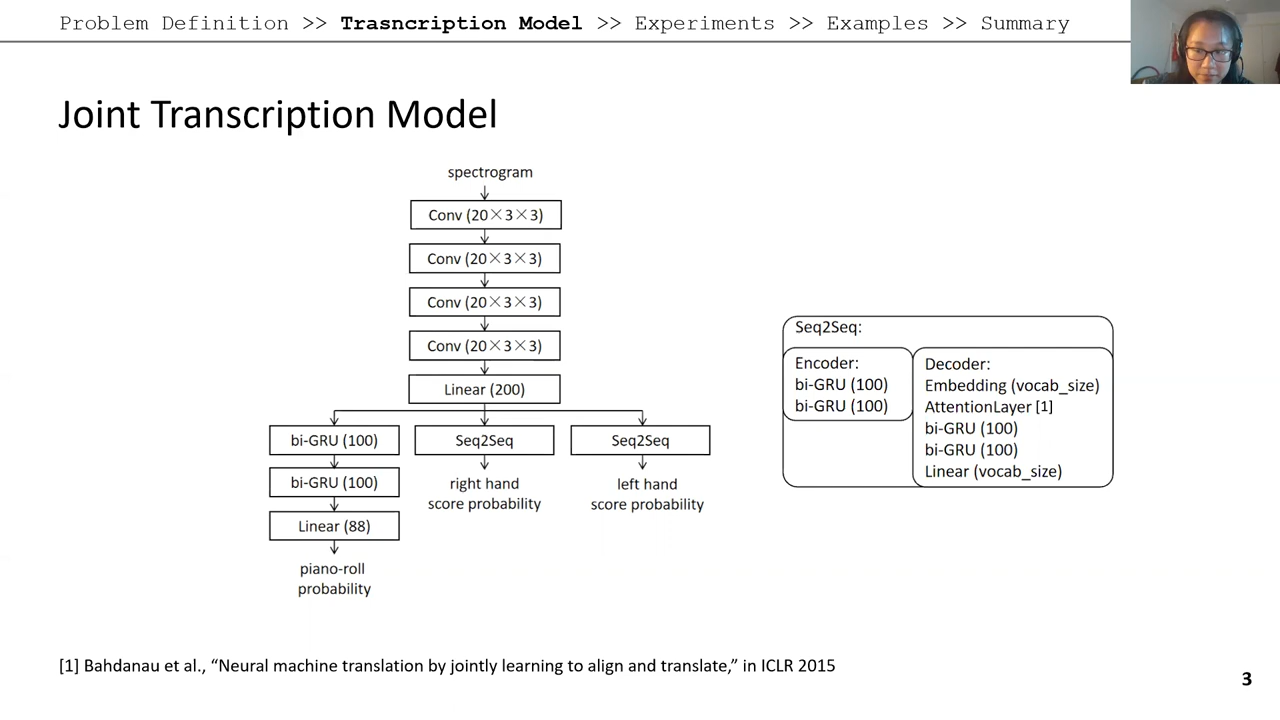 Problem Definition >> Trasncription Model >> Experiments >> Examples >> Summary
Joint Transcription Model
spectrogram
Conv (20×3×3)
Conv (20×3×3)
Conv (20×3×3)
Conv (20×3×3)
Linear (200)
bi-GRU (100)
bi-GRU (100)
Linear (88)
piano-roll
probability
Seq2Seq
right hand
score probability
Seq2Seq
left hand
score probability
Seq2Seq:
Encoder:
bi-GRU (100)
bi-GRU (100)
Decoder:
Embedding (vocab_size)
AttentionLayer [1]
bi-GRU (100)
bi-GRU (100)
Linear (vocab_size)
[1] Bahdanau et al., “Neural machine translation by jointly learning to align and translate,” in ICLR 2015
3